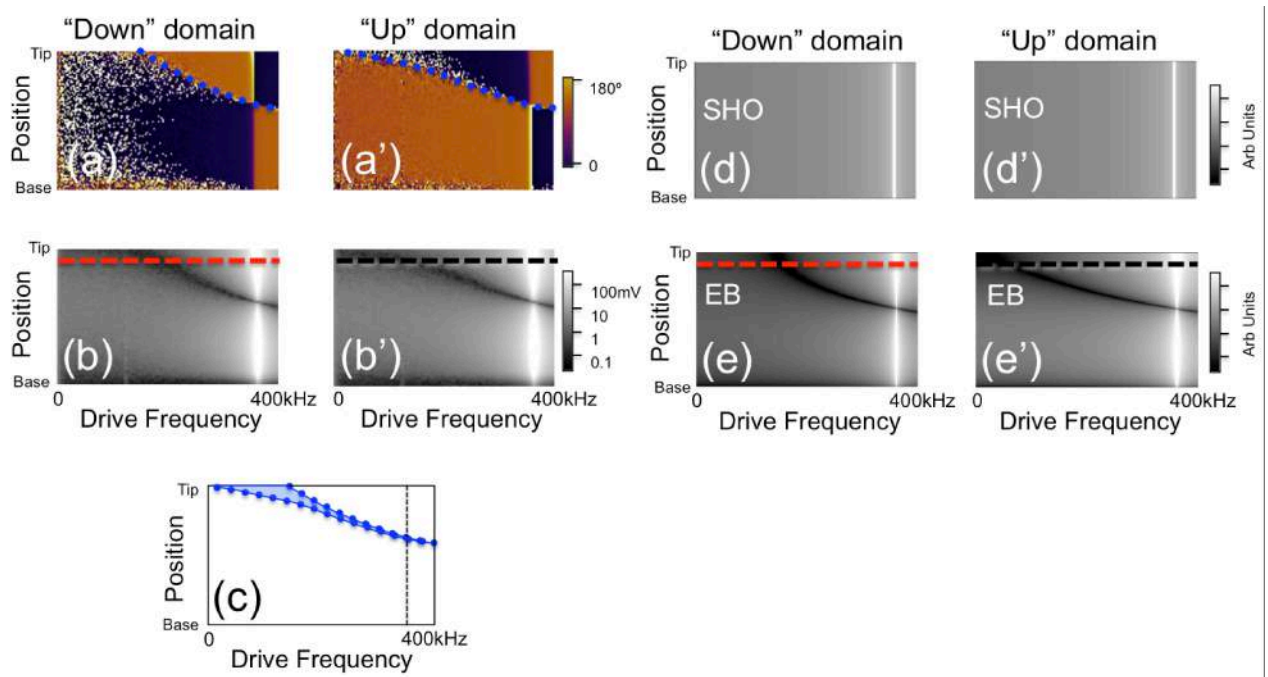 "Down" domain
"Up" domain
Tip
Position
Base
(a)
(a')
180º
0
Tip
Position
Base
(b)
(b')
100mV
10
1
0.1
0
400kHz
0
400kHz
Drive Frequency
Drive Frequency
Tip
Position
Base
(c)
0
400kHz
Drive Frequency
"Down" domain
"Up" domain
Tip
Position
Base
SHO
(d)
SHO
(d')
Arb Units
Tip
Position
Base
EB
(e)
EB
(e')
Arb Units
0
400kHz
0
400kHz
Drive Frequency
Drive Frequency